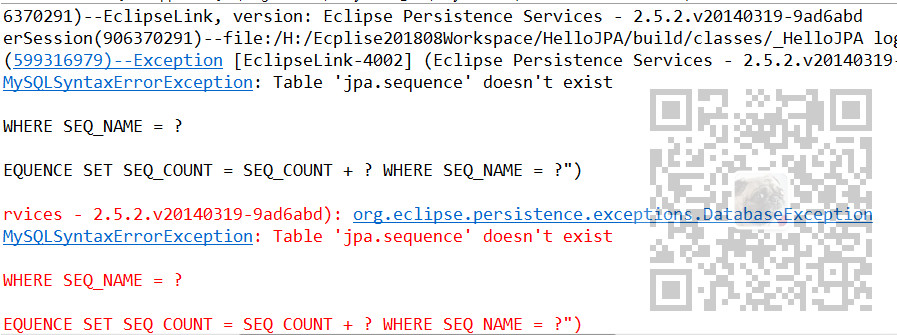 6370291)--EclipseLink, version: Eclipse Persistence Services - 2.5.2.v20140319-9ad6abd
erSession(906370291)--file:/H:/Ecplise201808Workspace/HelloJPA/build/classes/_HelloJPA log
(599316979)--Exception [EclipseLink-4002] (Eclipse Persistence Services - 2.5.2.v20140319-
MySQLSyntaxErrorException: Table 'jpa.sequence' doesn't exist
WHERE SEQ_NAME = ?
EQUENCE SET SEQ_COUNT = SEQ_COUNT + ? WHERE SEQ_NAME = ?")
rvices - 2.5.2.v20140319-9ad6abd): org.eclipse.persistence.exceptions.DatabaseException
MySQLSyntaxErrorException: Table 'jpa.sequence' doesn't exist
WHERE SEQ_NAME = ?
EQUENCE SET SEQ_COUNT = SEQ_COUNT + ? WHERE SEQ_NAME = ?")